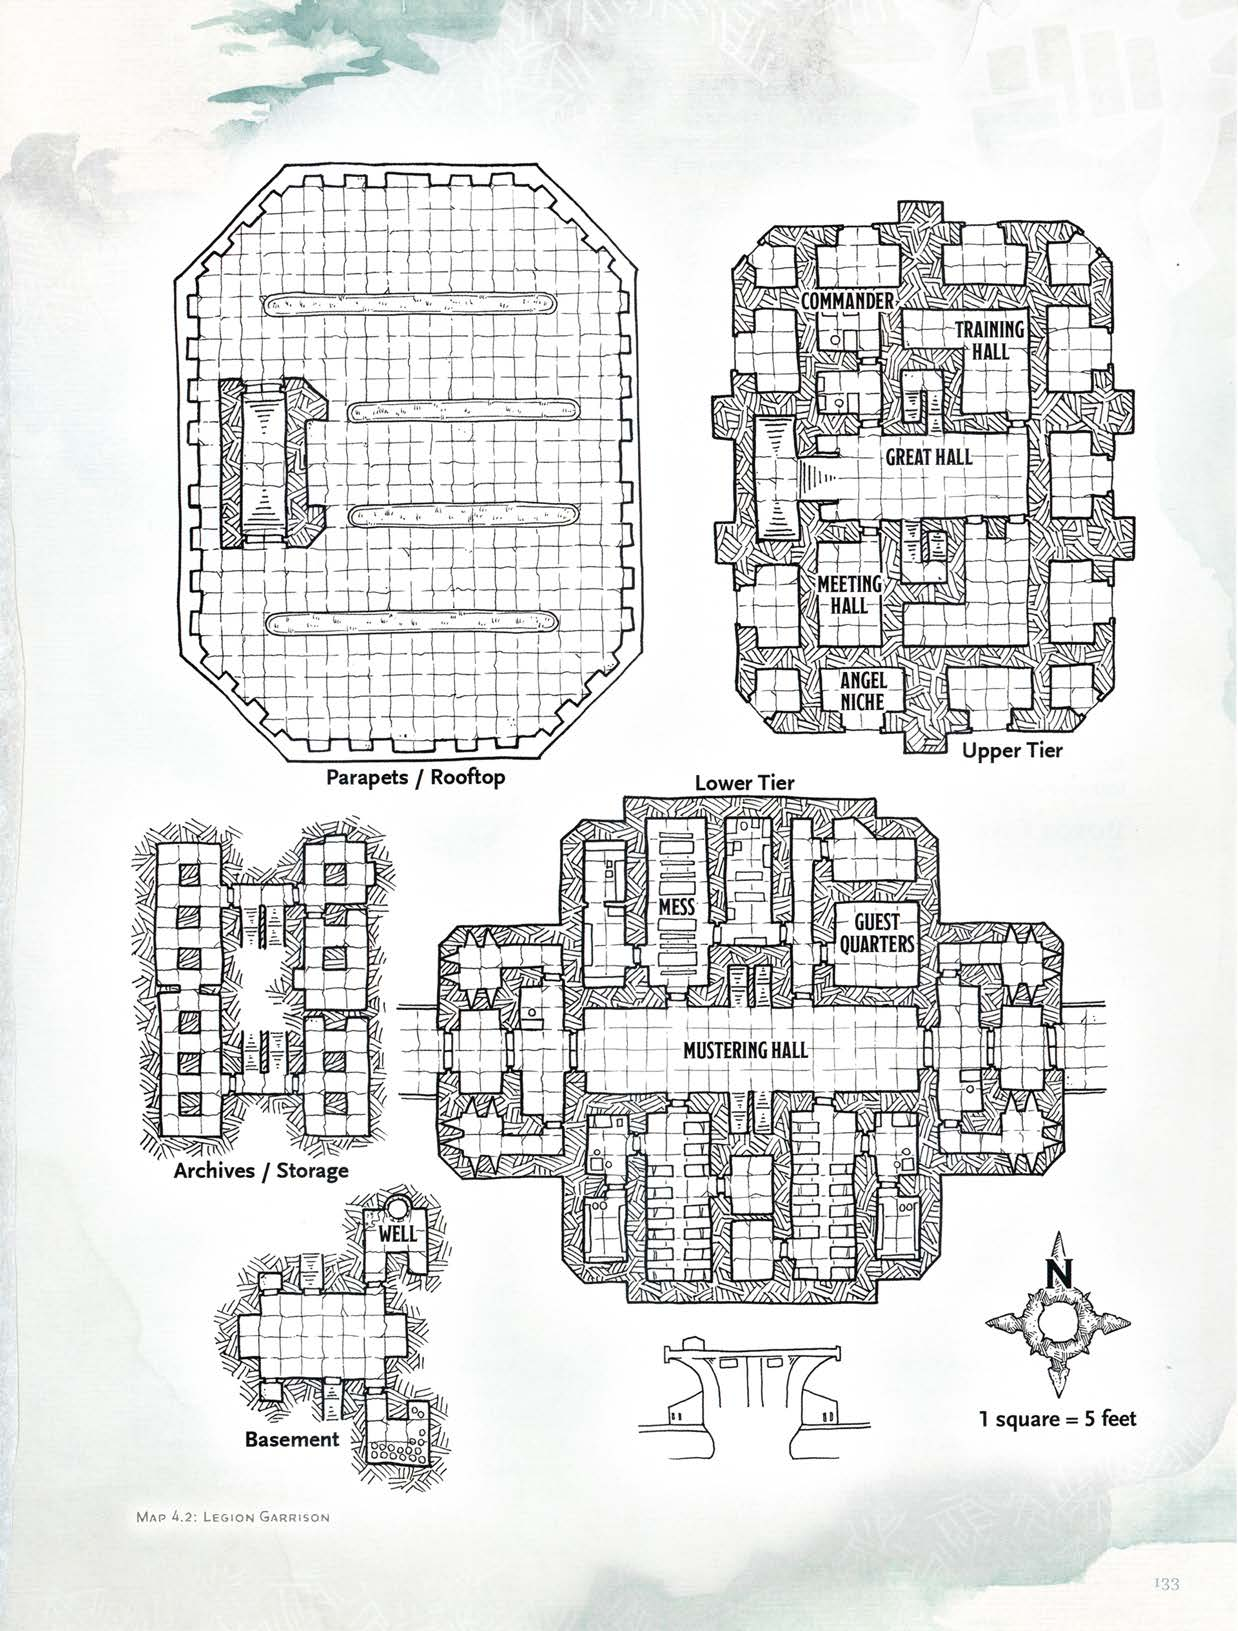 COMMANDER
TRAINING
HALL
GREAT HALL
MEETING
HALL
ANGEL
NICHE
Upper Tier
Parapets / Rooftop
Lower Tier
MESS
GUEST
QUARTERS
MUSTERING HALL
Archives / Storage
WELL
Basement
N
1 square = 5 feet
Map 4.2: Legion Garrison
133